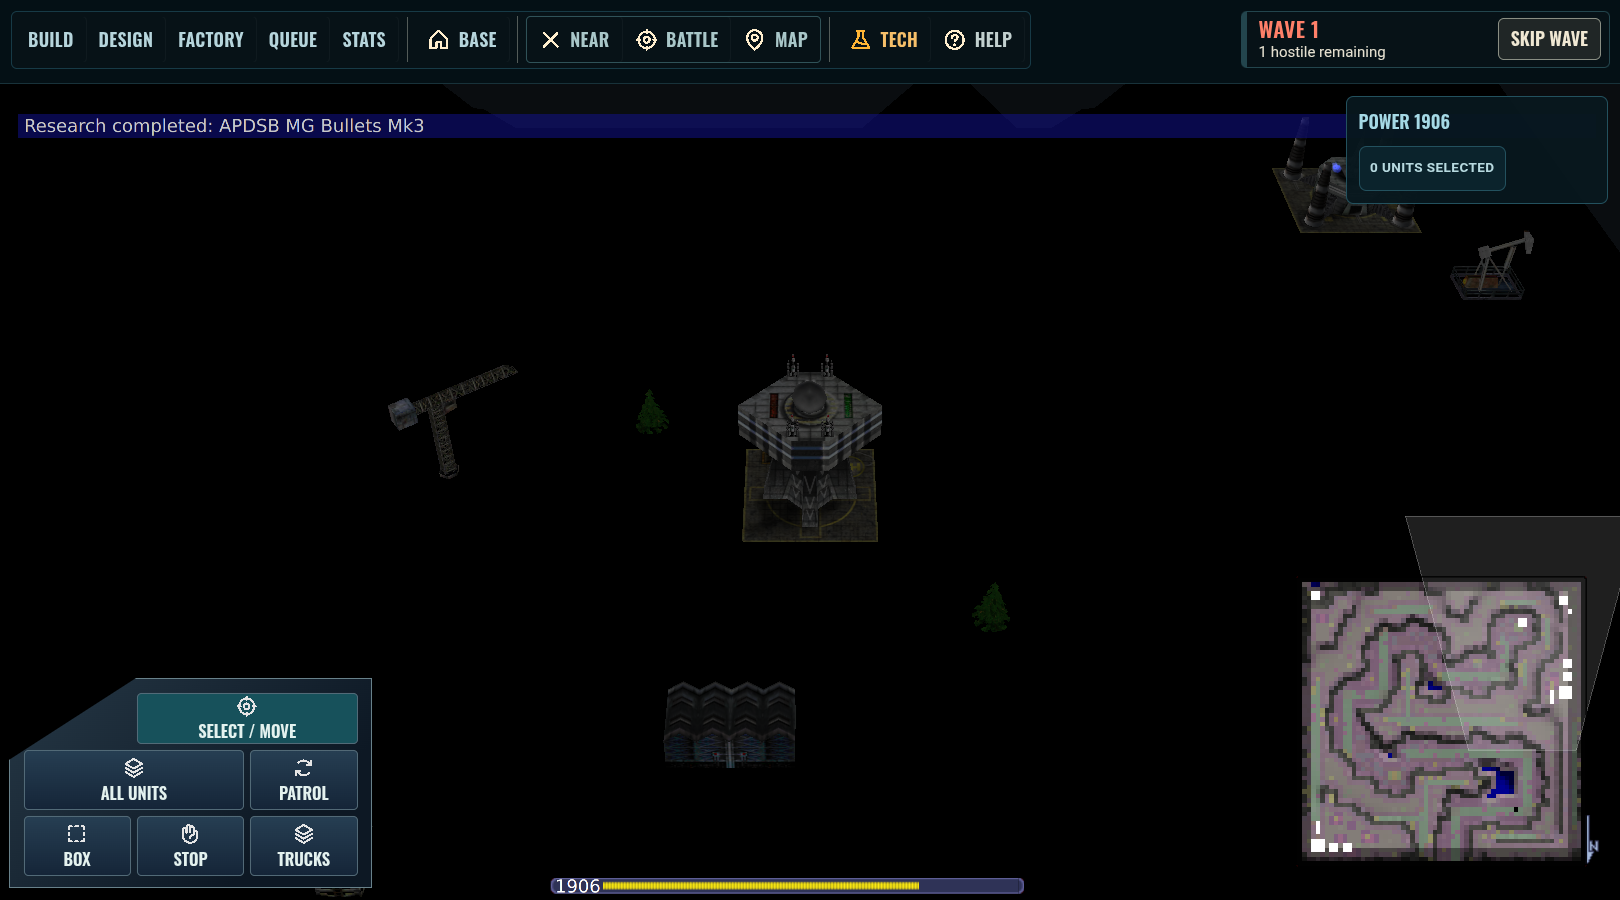 BUILD
DESIGN
FACTORY
QUEUE
STATS
BASE
NEAR
BATTLE
MAP
TECH
HELP
WAVE 1
1 hostile remaining
SKIP WAVE
Research completed: APDSB MG Bullets Mk3
POWER 1906
0 UNITS SELECTED
SELECT / MOVE
ALL UNITS
PATROL
BOX
STOP
TRUCKS
1906
N